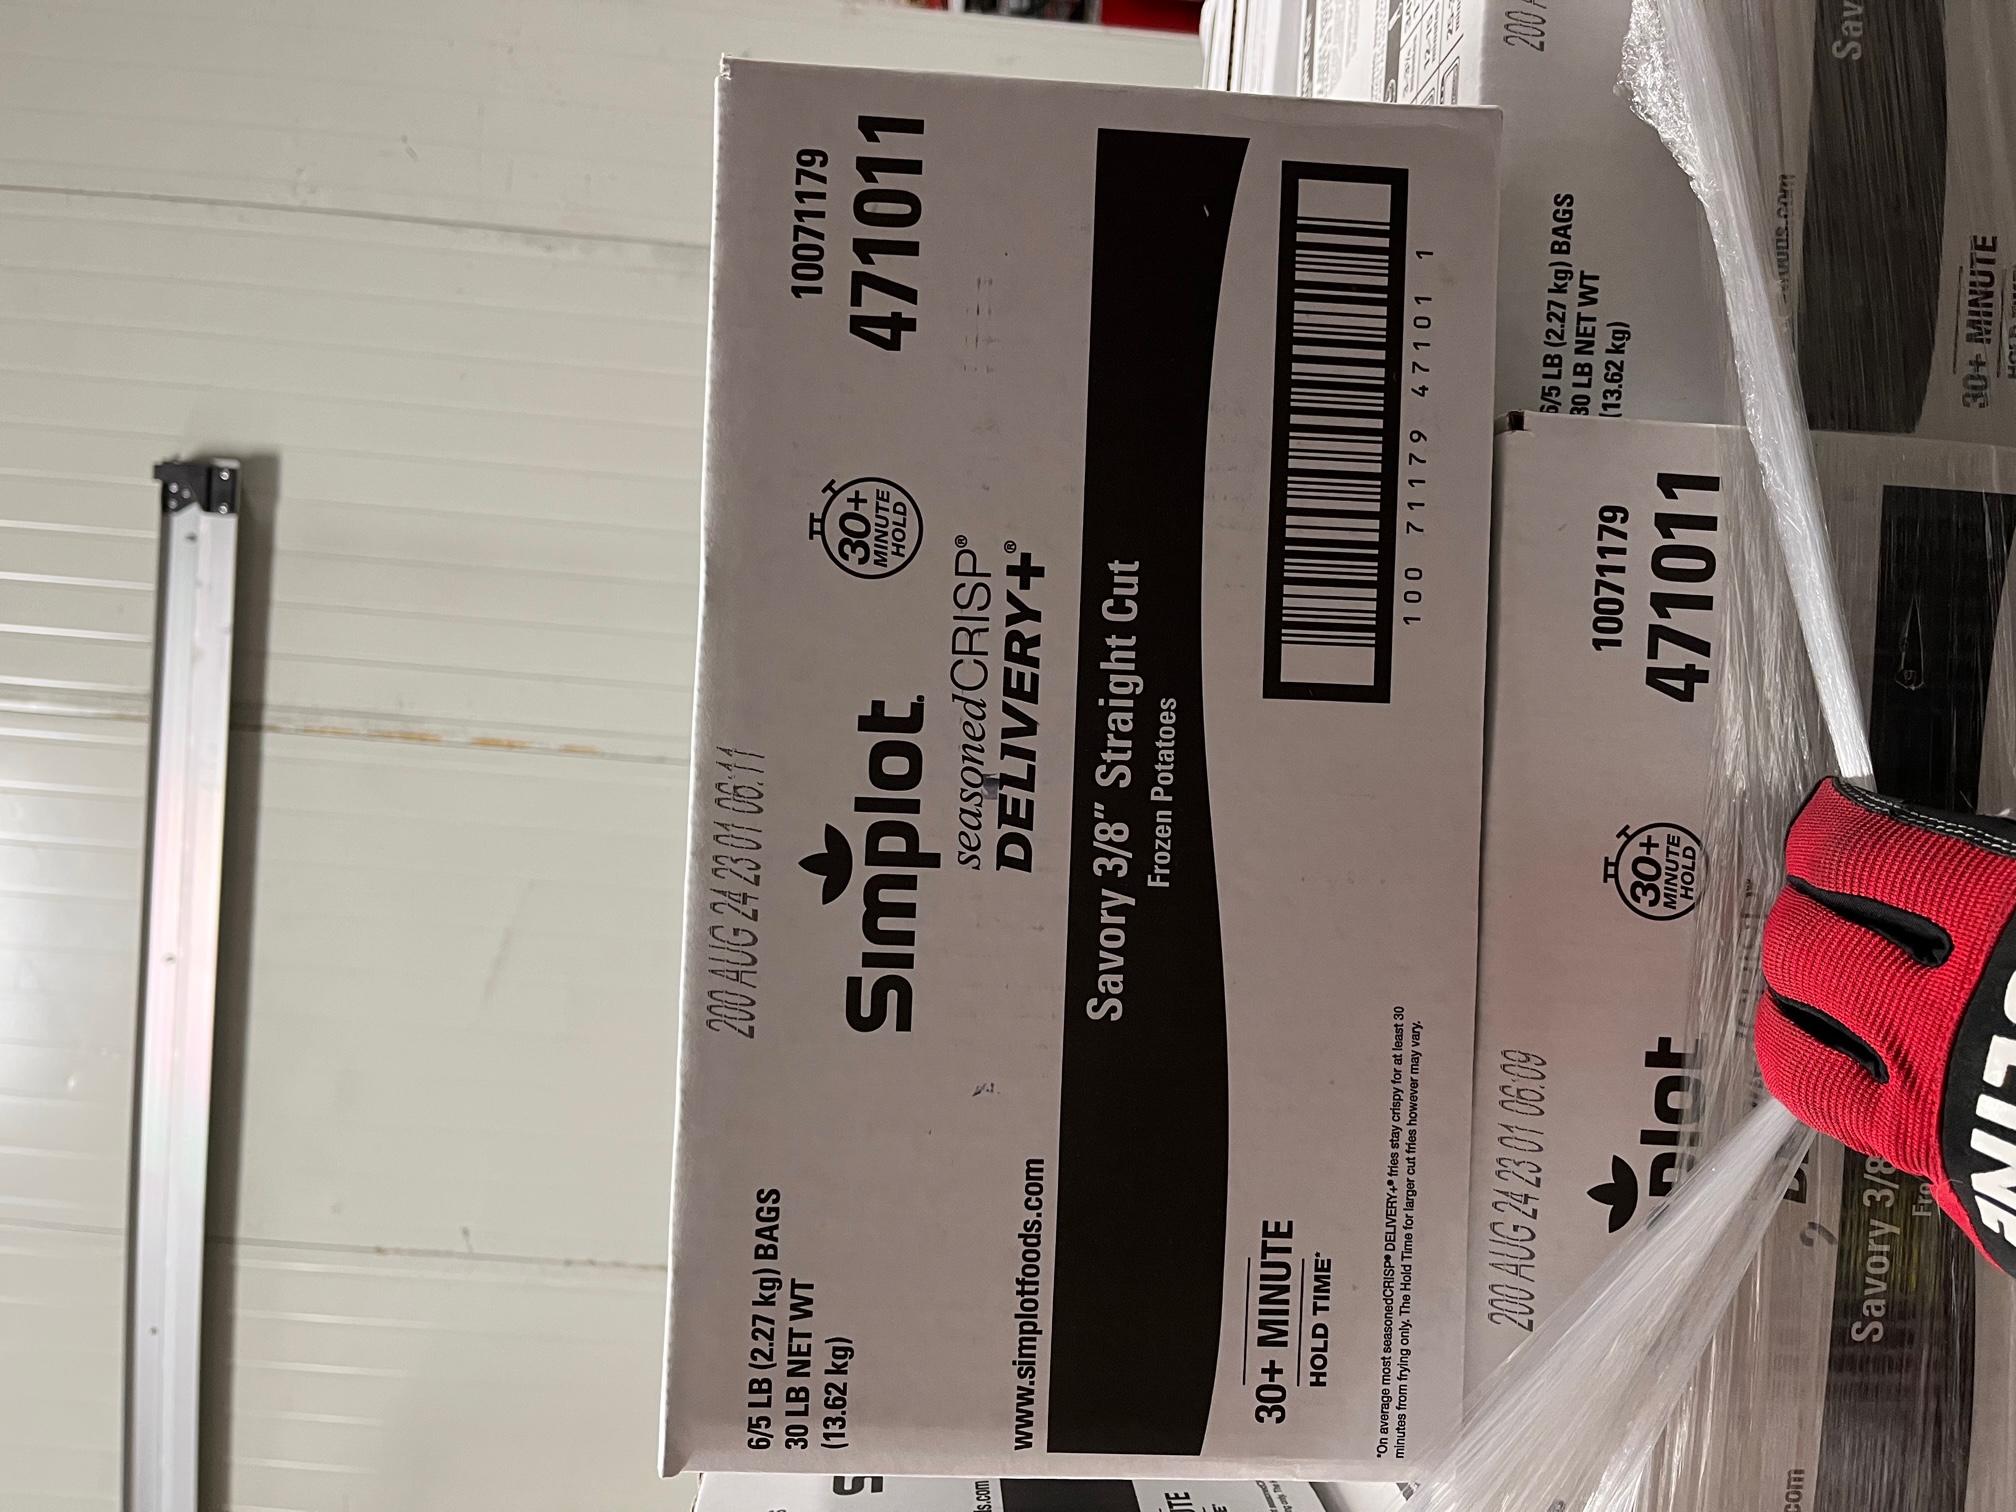 200 AUG 24 23 01 06:11
6/5 LB (2.27 kg) BAGS
30 LB NET WT
(13.62 kg)
Simplot
30+
MINUTE
HOLD
10071179
471011
seasonedCRISP®
DELIVERY+®
www.simplotfoods.com
Savory 3/8" Straight Cut
Frozen Potatoes
30+ MINUTE
HOLD TIME*
100 71179 47101 1
*On average most seasonedCRISP® DELIVERY+® fries stay crispy for at least 30
minutes from frying only. The Hold Time for larger cut fries however may vary.
200 AUG 24 23 01 06:09
plot
30+
MINUTE
HOLD
10071179
471011
Savory 3/8
6/5 LB (2.27 kg) BAGS
30 LB NET WT
(13.62 kg)
30+ MINUTE
Sav
200